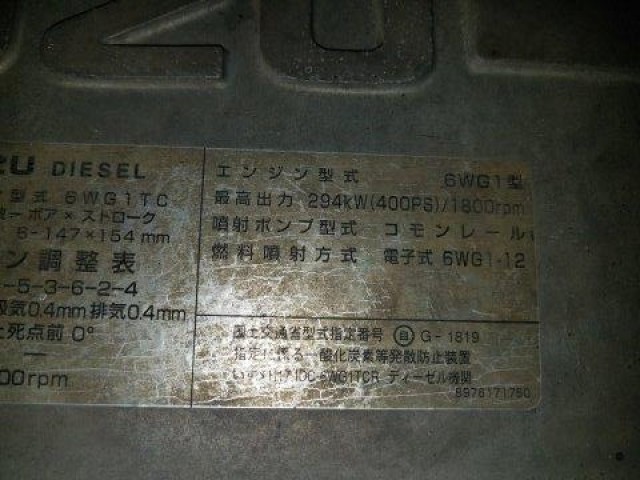 ZU
ZU DIESEL
型式 6WG1TC
ボア×ストローク
6-147×154mm
ン調整表
-5-3-6-2-4
吸気0.4mm排気0.4mm
死点前 0°
00rpm
エンジン型式 6WG1型
最高出力 294kW(400PS)/1800rpm
噴射ポンプ型式 コモンレール
燃料噴射方式 電子式 6WG1-12
国土交通省型式指定番号 自 G-1819
指定に係る一酸化炭素等発散防止装置
いすゞ ディーゼル機関
8976171750